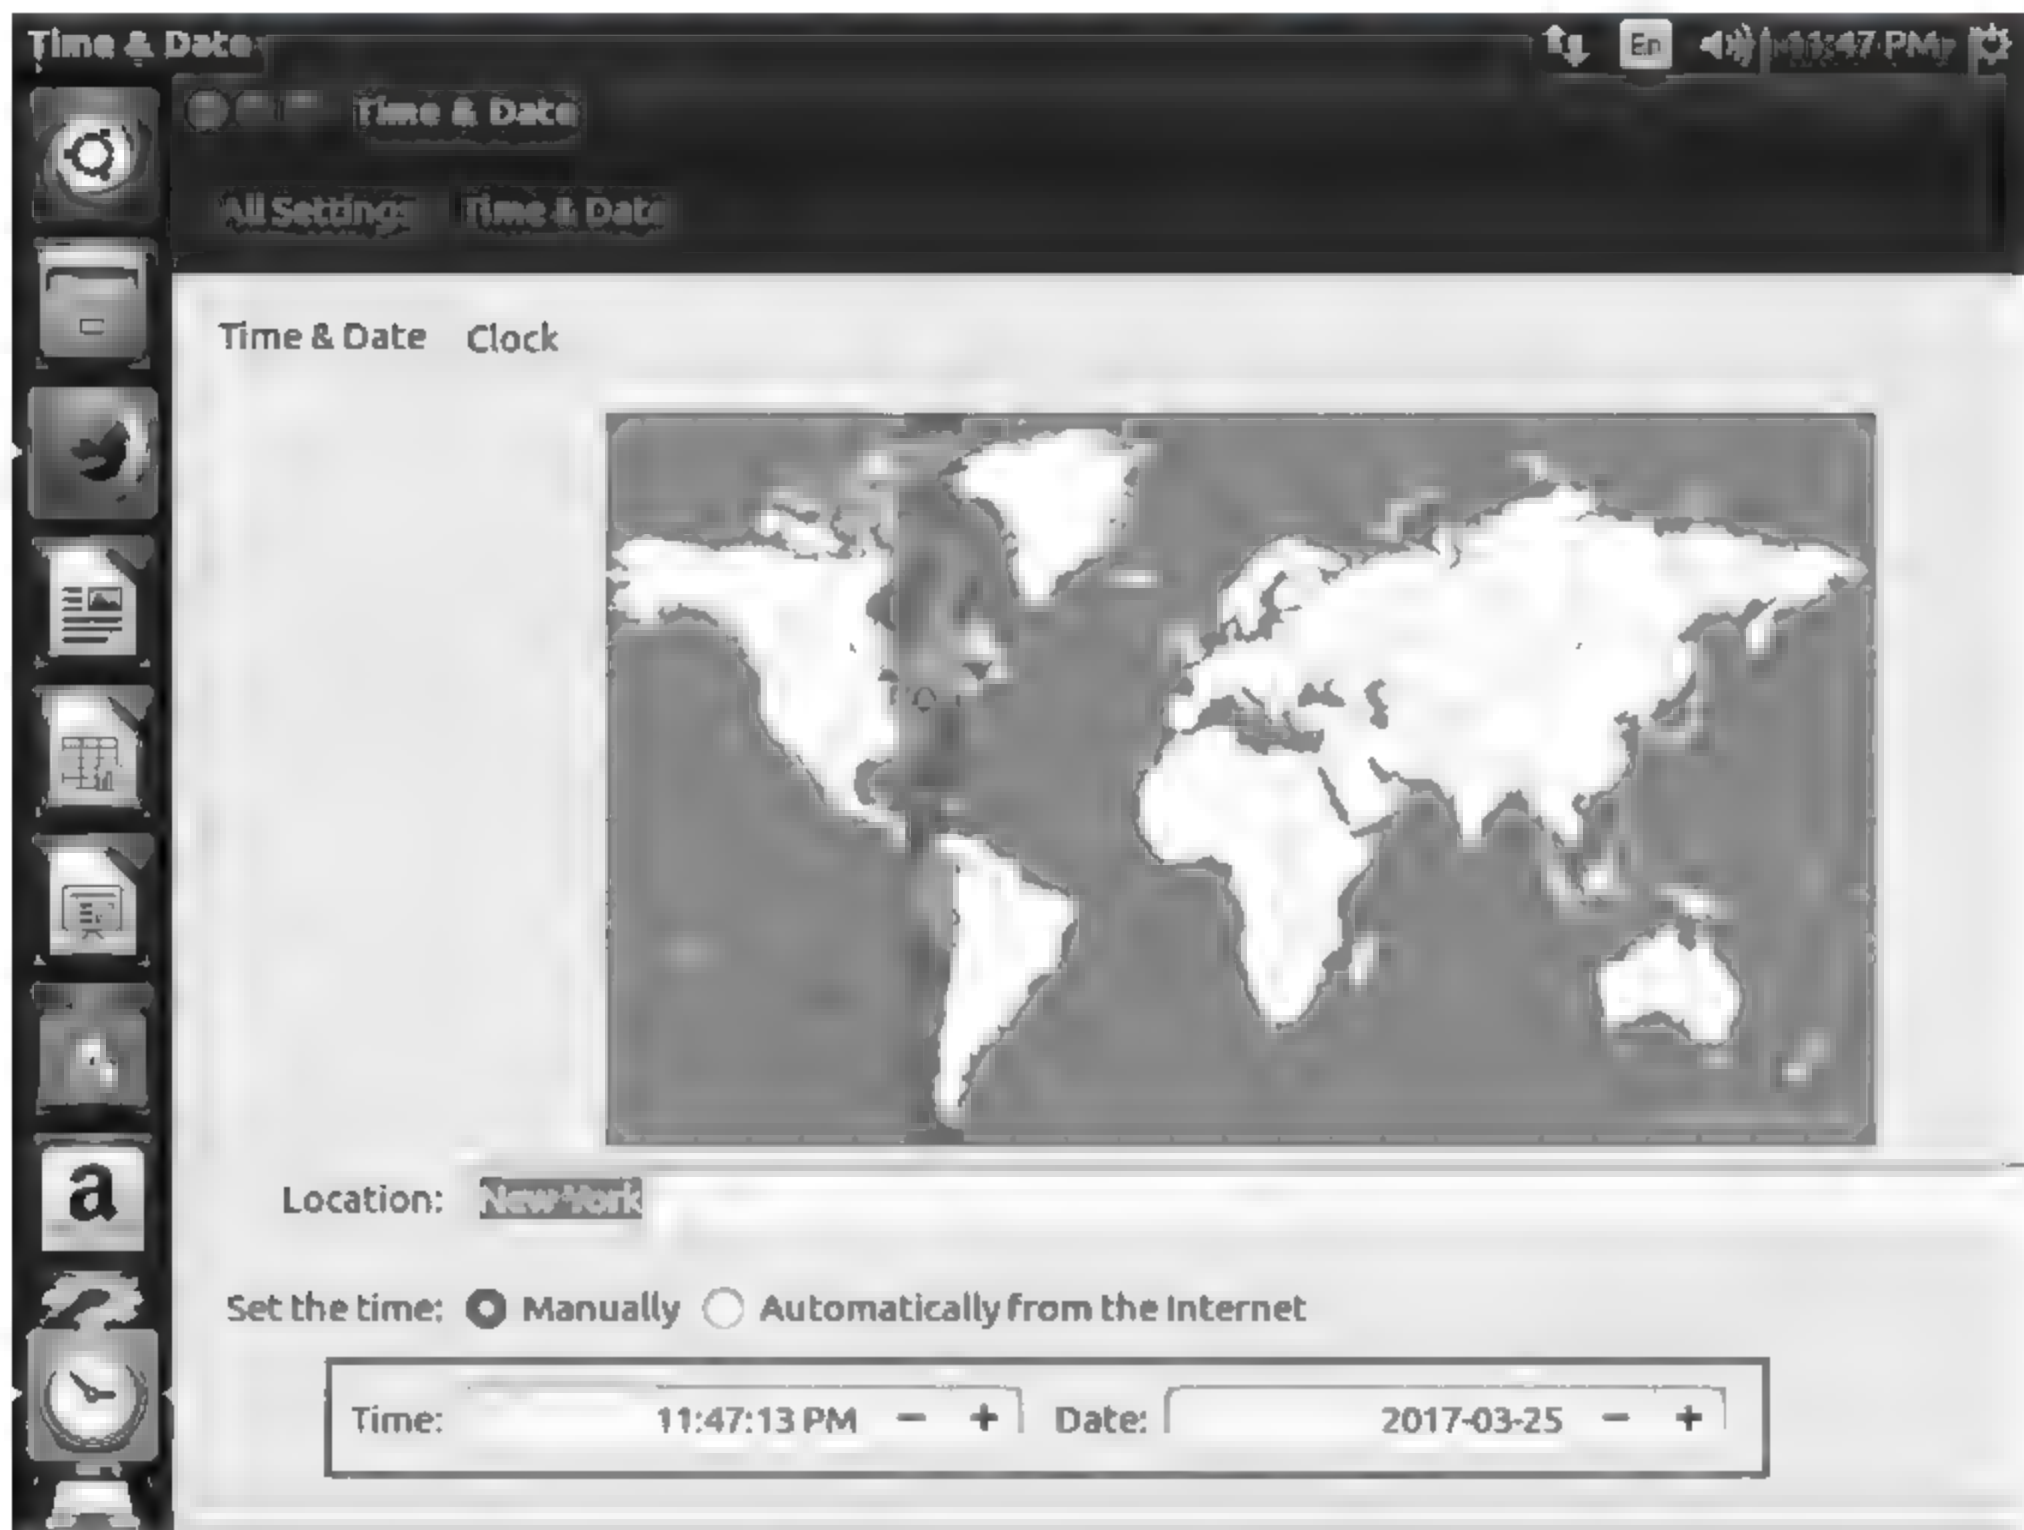 Time & Date En 11:47 PM
Time & Date
All Settings Time & Date
Time & Date Clock
a
Location: New York
Set the time: Manually Automatically from the Internet
Time: 11:47:13 PM − + Date: 2017-03-25 − +